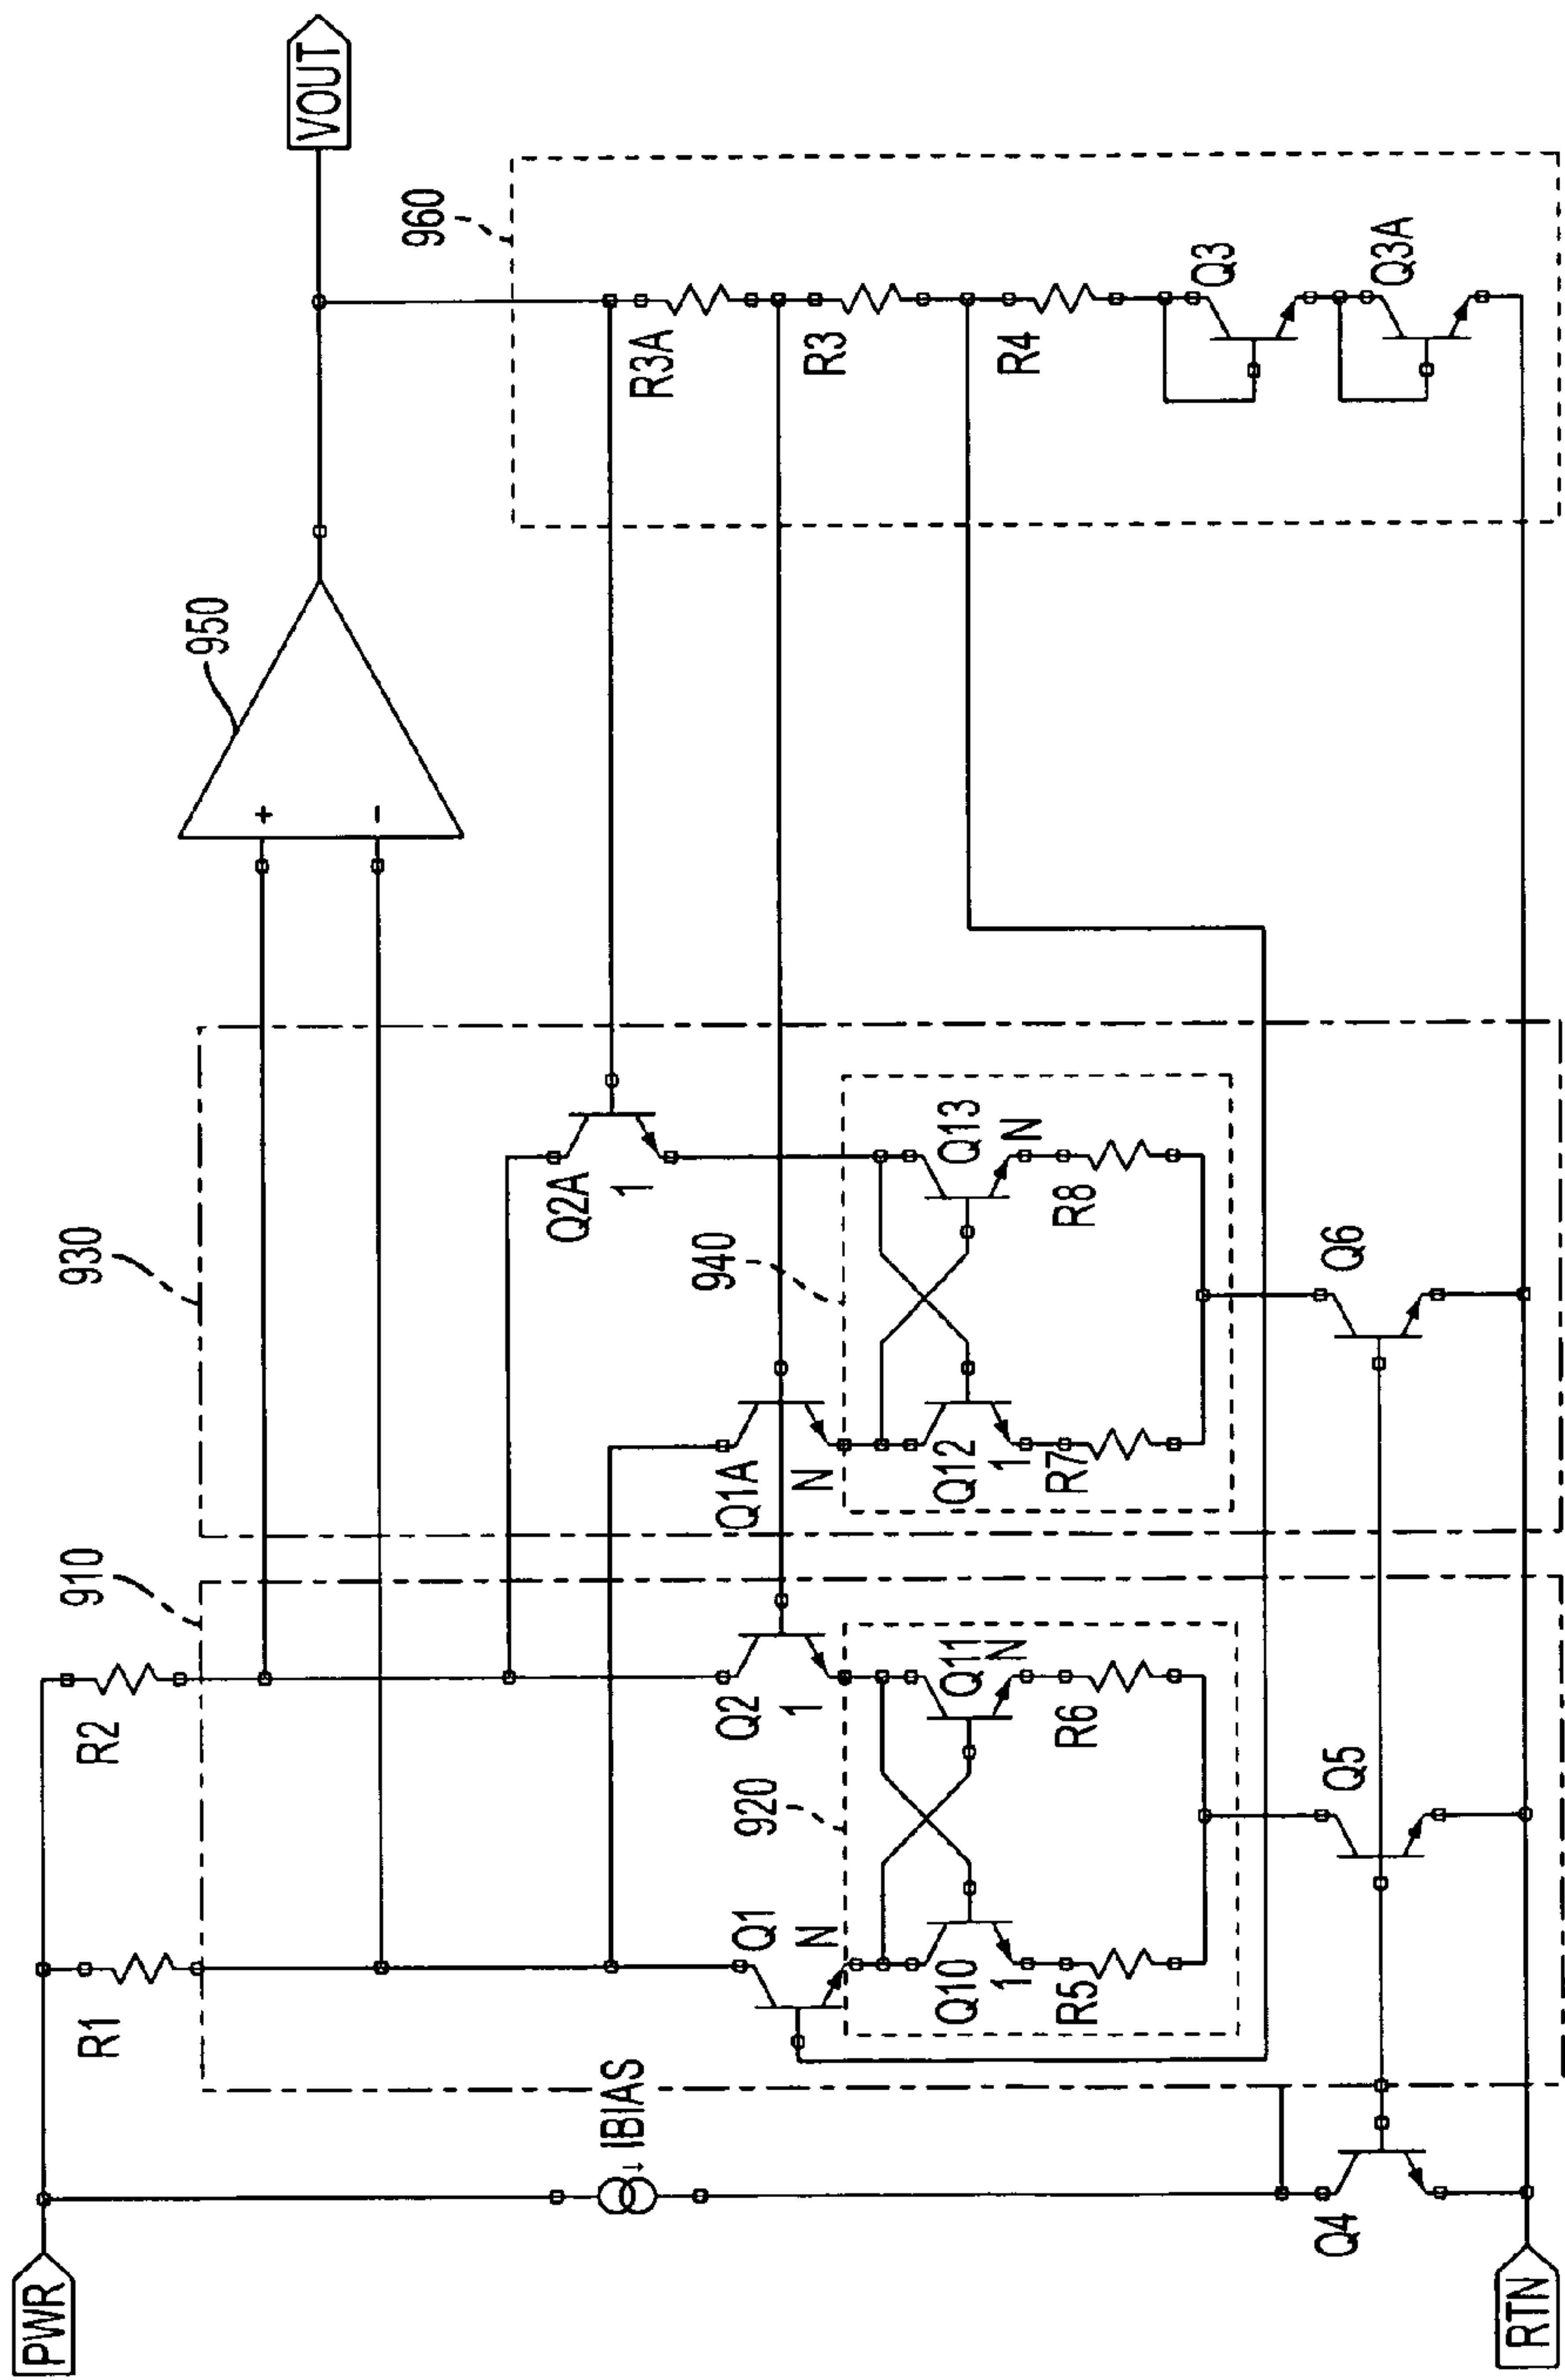 PWR
RTN
VOUT
IBIAS
910
920
930
940
950
960
+
−
R1
R2
Q1
N
Q2
1
Q1A
N
Q2A
1
Q10
1
Q11
N
Q12
1
Q13
N
R5
R6
R7
R8
Q4
Q5
Q6
R3A
R3
R4
Q3
Q3A